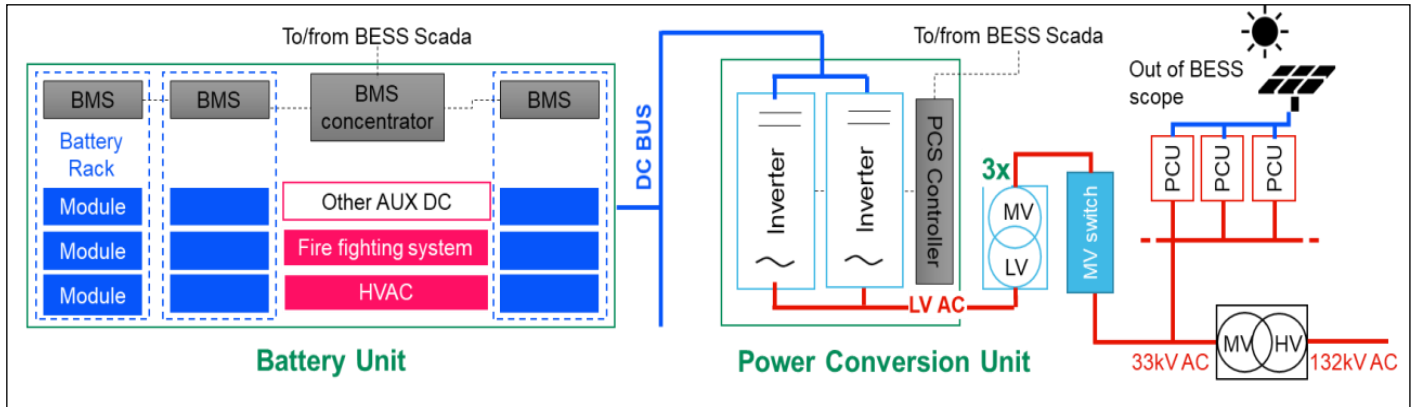 To/from BESS Scada
BMS
BMS
BMS
concentrator
BMS
Battery
Rack
Module
Module
Module
Other AUX DC
Fire fighting system
HVAC
Battery Unit
DC BUS
To/from BESS Scada
Inverter
Inverter
PCS Controller
LV AC
Power Conversion Unit
3x
MV
LV
MV switch
Out of BESS
scope
PCU
PCU
PCU
33kV AC
MV
HV
132kV AC